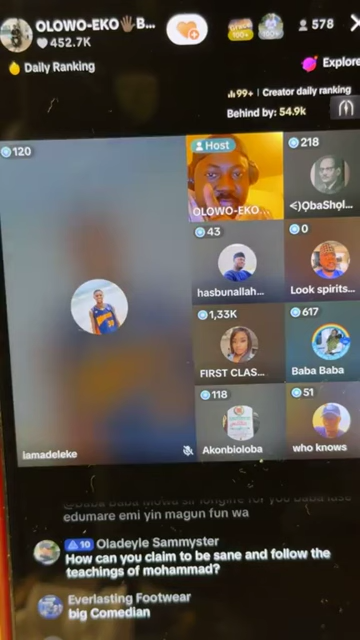 OLOWO-EKO🖐🏿B...
452.7K
578
Daily Ranking
Explore
99+ | Creator daily ranking
Behind by: 54.9k
120
Host
OLOWO-EKO...
218
ỌbaShọl...
43
hasbunallah...
0
Look spirits...
1,33K
FIRST CLAS...
617
Baba Baba
118
Akonbioloba
51
who knows
iamadeleke
edumare emi yin magun fun wa
10 Oladeyle Sammyster
How can you claim to be sane and follow the
teachings of mohammad?
Everlasting Footwear
big Comedian